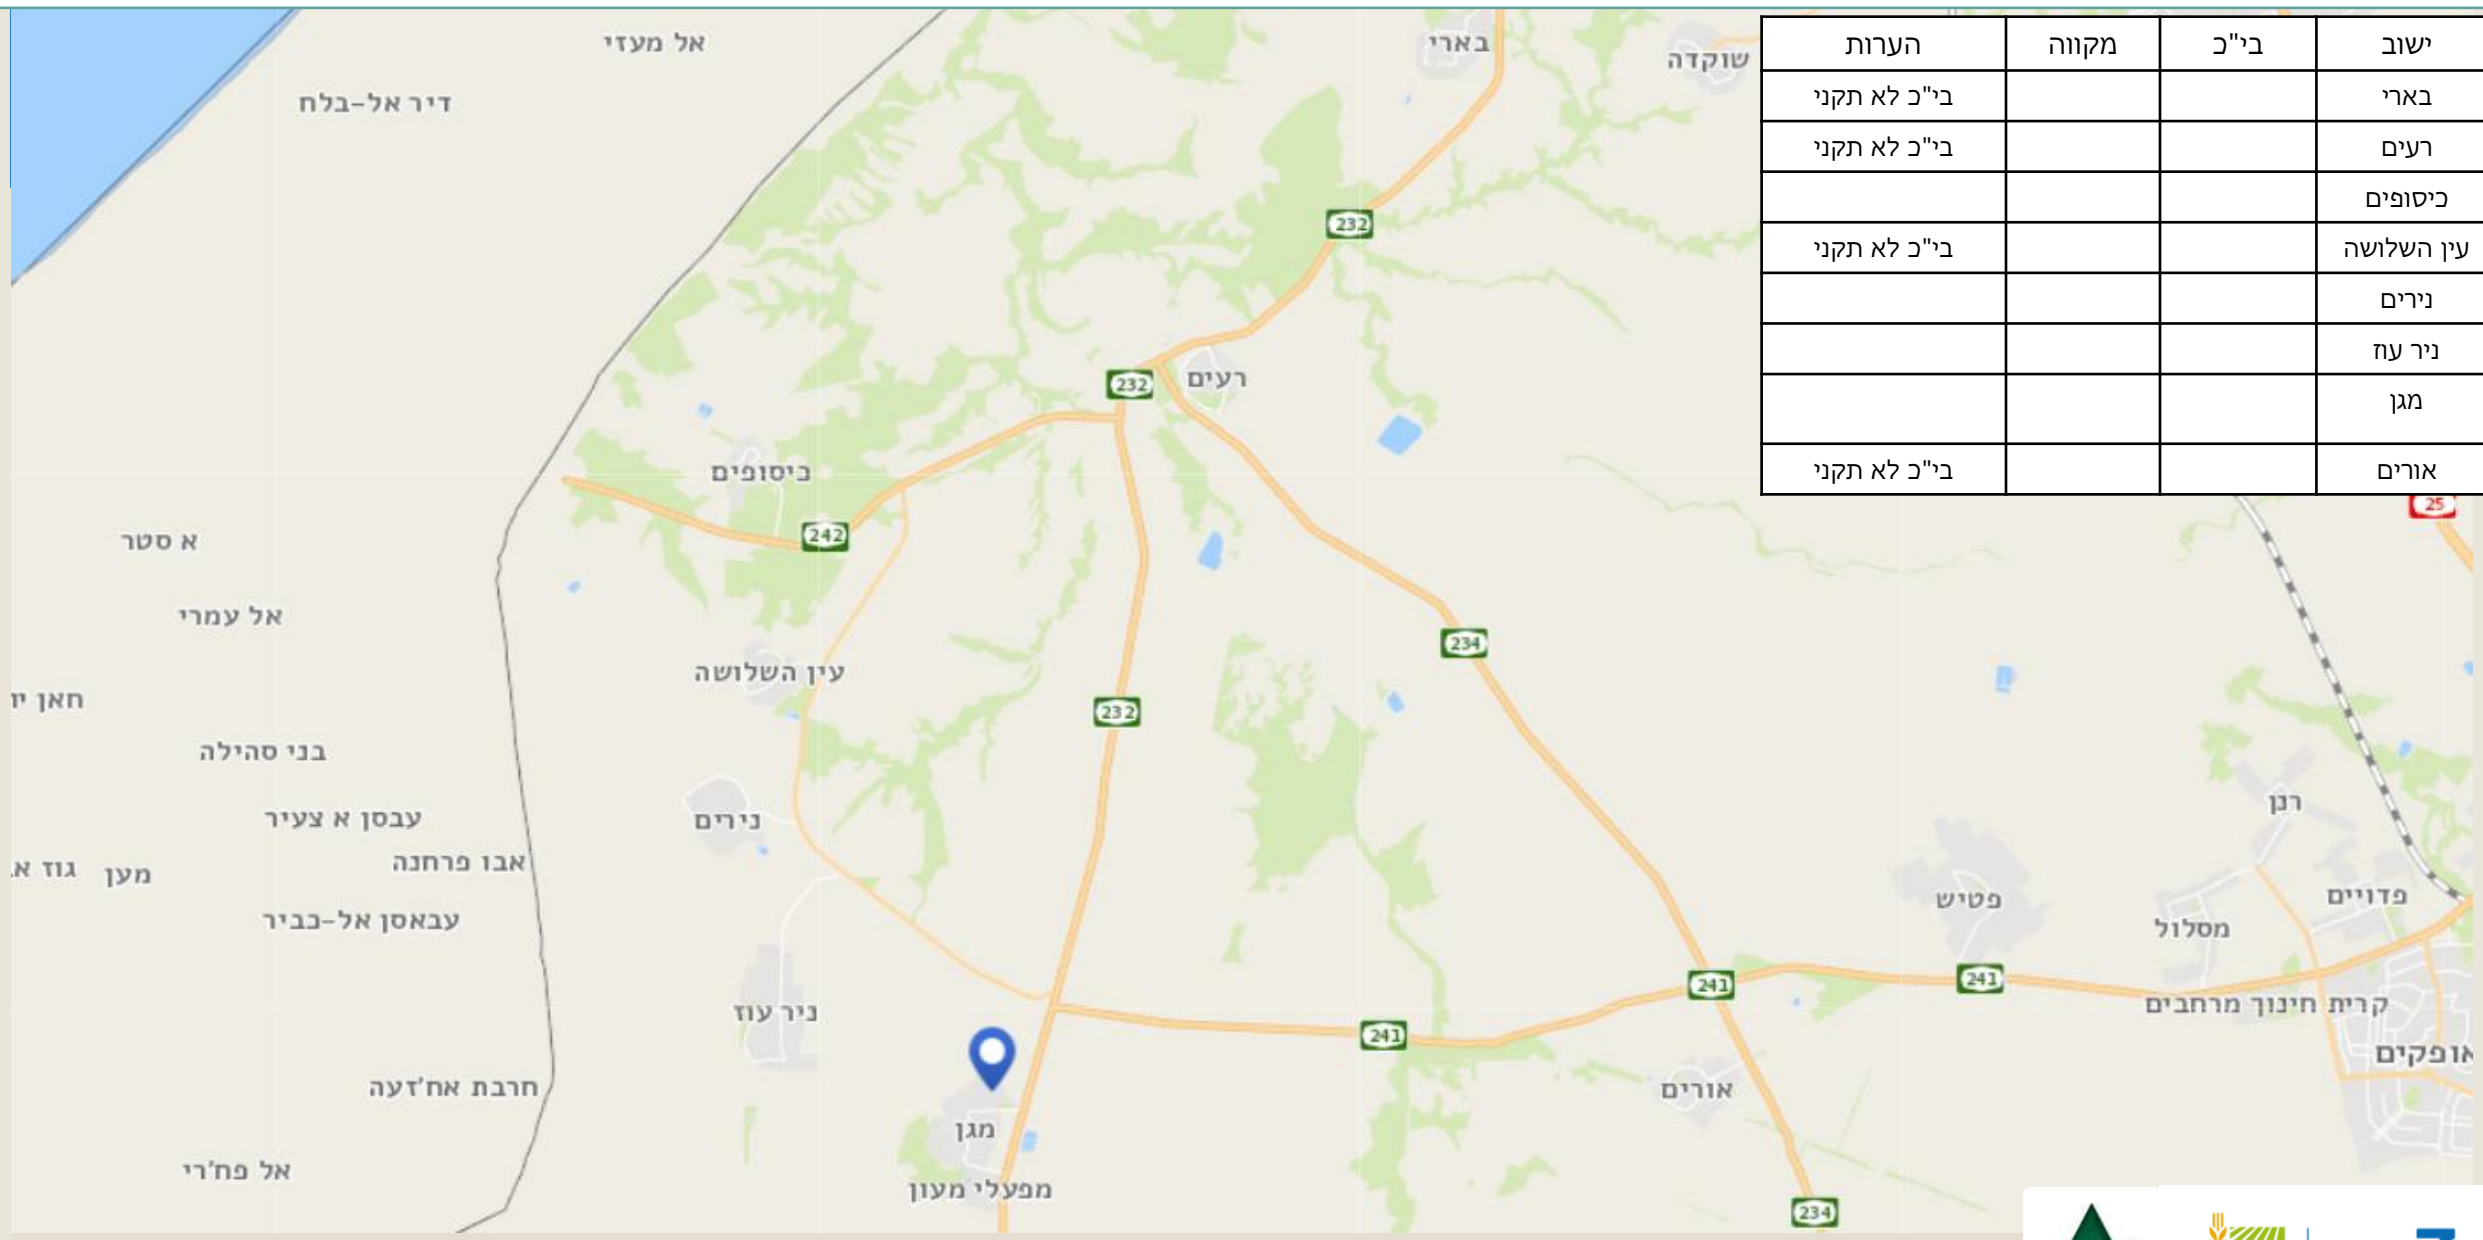 ישוב בי"כ מקווה הערות
בארי בי"כ לא תקני
רעים בי"כ לא תקני
כיסופים
עין השלושה בי"כ לא תקני
נירים
ניר עוז
מגן
אורים בי"כ לא תקני
אל מעזי
בארי
שוקדה
דיר אל-בלח
232
232
רעים
כיסופים
242
25
א סטר
אל עמרי
234
עין השלושה
232
חאן יו
בני סהילה
רנן
עבסן א צעיר
נירים
אבו פרחנה
מען
גוז א
פטיש
פדויים
מסלול
עבאסן אל-כביר
241
241
ניר עוז
קרית חינוך מרחבים
241
אופקים
חרבת אח'זעה
אורים
מגן
אל פח'רי
מפעלי מעון
234